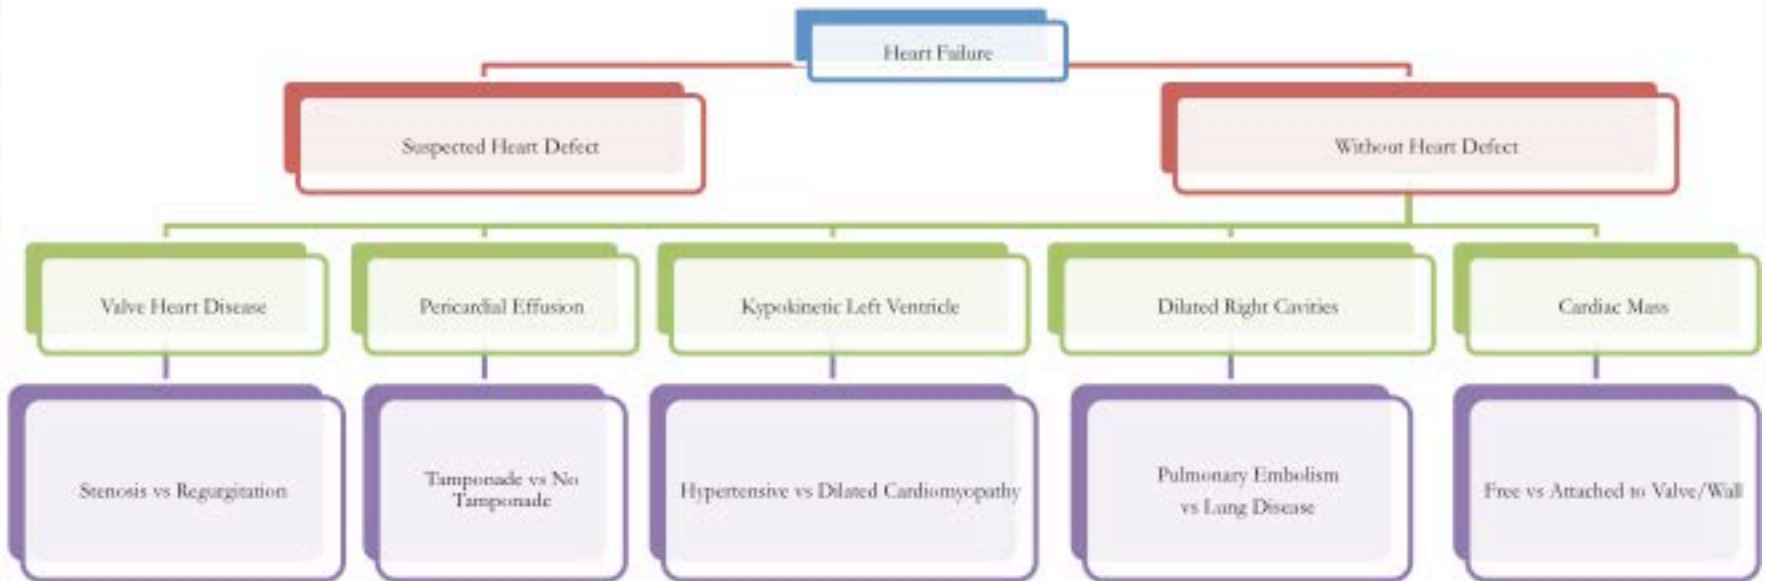 Heart Failure
Suspected Heart Defect
Without Heart Defect
Valve Heart Disease
Pericardial Effusion
Kypokinetic Left Ventricle
Dilated Right Cavities
Cardiac Mass
Stenosis vs Regurgitation
Tamponade vs No
Tamponade
Hypertensive vs Dilated Cardiomyopathy
Pulmonary Embolism
vs Lung Disease
Free vs Attached to Valve/Wall